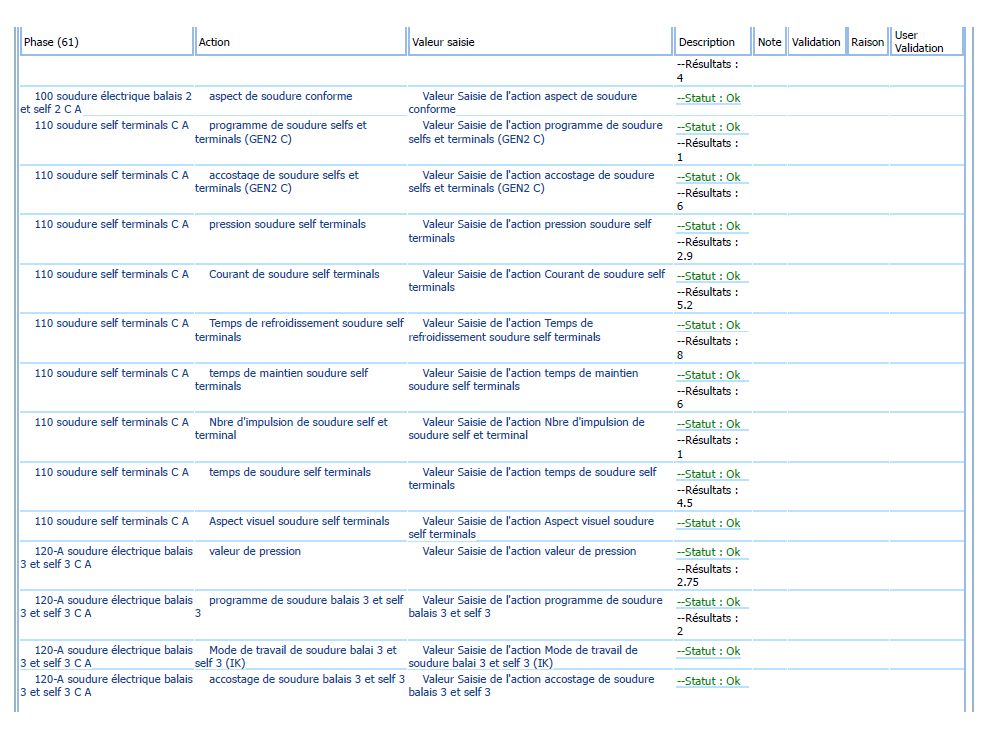 Phase (61) Action Valeur saisie Description Note Validation Raison User Validation
--Résultats :
4
100 soudure électrique balais 2 et self 2 C A aspect de soudure conforme Valeur Saisie de l'action aspect de soudure conforme --Statut : Ok
110 soudure self terminals C A programme de soudure selfs et terminals (GEN2 C) Valeur Saisie de l'action programme de soudure selfs et terminals (GEN2 C) --Statut : Ok
--Résultats :
1
110 soudure self terminals C A accostage de soudure selfs et terminals (GEN2 C) Valeur Saisie de l'action accostage de soudure selfs et terminals (GEN2 C) --Statut : Ok
--Résultats :
6
110 soudure self terminals C A pression soudure self terminals Valeur Saisie de l'action pression soudure self terminals --Statut : Ok
--Résultats :
2.9
110 soudure self terminals C A Courant de soudure self terminals Valeur Saisie de l'action Courant de soudure self terminals --Statut : Ok
--Résultats :
5.2
110 soudure self terminals C A Temps de refroidissement soudure self terminals Valeur Saisie de l'action Temps de refroidissement soudure self terminals --Statut : Ok
--Résultats :
8
110 soudure self terminals C A temps de maintien soudure self terminals Valeur Saisie de l'action temps de maintien soudure self terminals --Statut : Ok
--Résultats :
6
110 soudure self terminals C A Nbre d'impulsion de soudure self et terminal Valeur Saisie de l'action Nbre d'impulsion de soudure self et terminal --Statut : Ok
--Résultats :
1
110 soudure self terminals C A temps de soudure self terminals Valeur Saisie de l'action temps de soudure self terminals --Statut : Ok
--Résultats :
4.5
110 soudure self terminals C A Aspect visuel soudure self terminals Valeur Saisie de l'action Aspect visuel soudure self terminals --Statut : Ok
120-A soudure électrique balais 3 et self 3 C A valeur de pression Valeur Saisie de l'action valeur de pression --Statut : Ok
--Résultats :
2.75
120-A soudure électrique balais 3 et self 3 C A programme de soudure balais 3 et self 3 Valeur Saisie de l'action programme de soudure balais 3 et self 3 --Statut : Ok
--Résultats :
2
120-A soudure électrique balais 3 et self 3 C A Mode de travail de soudure balai 3 et self 3 (IK) Valeur Saisie de l'action Mode de travail de soudure balai 3 et self 3 (IK) --Statut : Ok
120-A soudure électrique balais 3 et self 3 C A accostage de soudure balais 3 et self 3 Valeur Saisie de l'action accostage de soudure balais 3 et self 3 --Statut : Ok